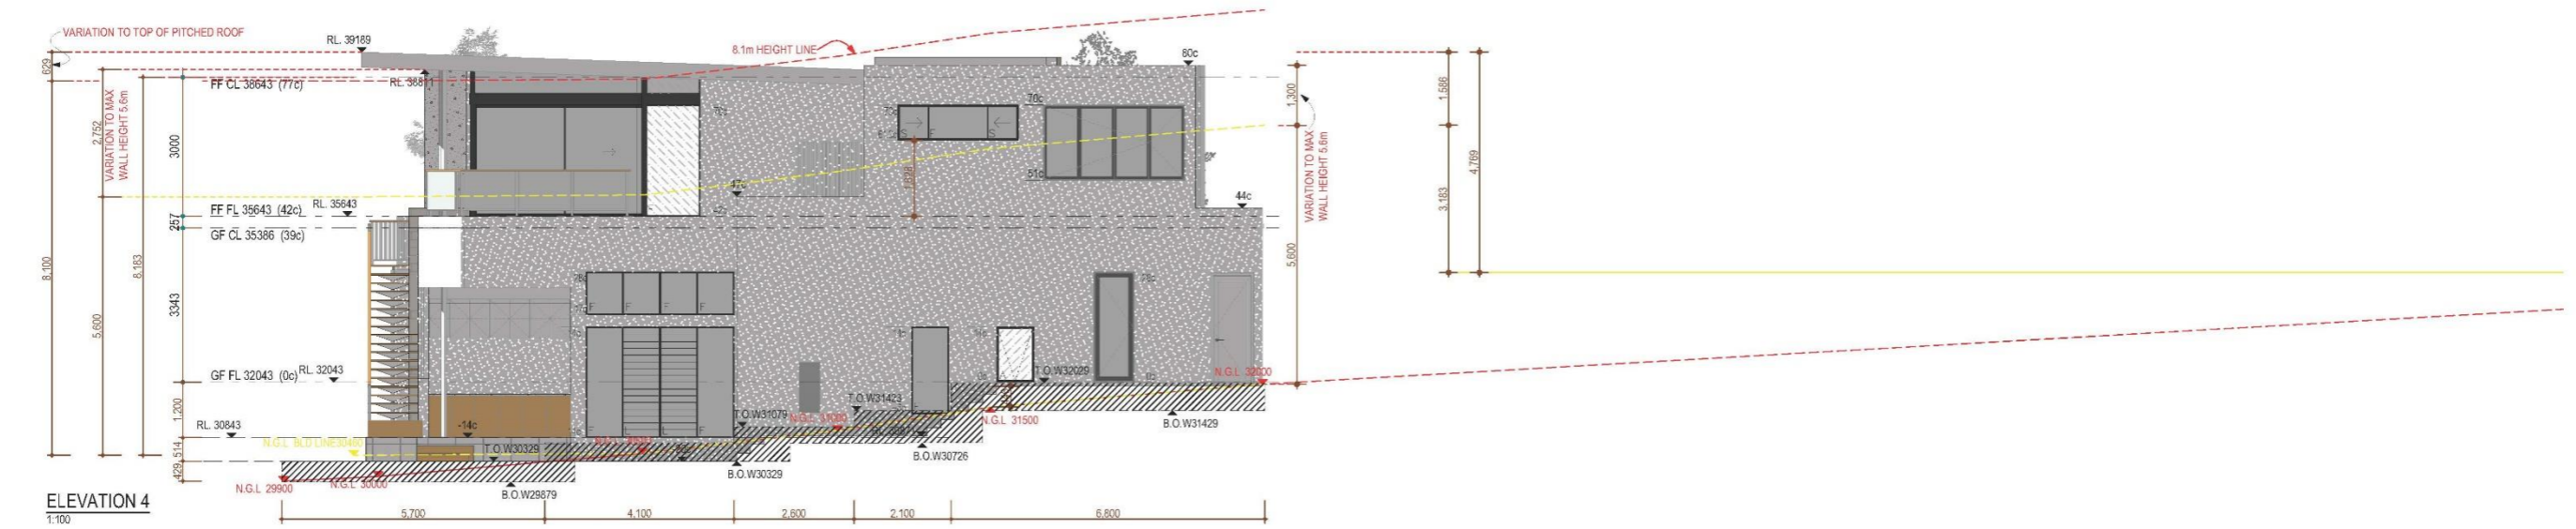 VARIATION TO TOP OF PITCHED ROOF
RL. 39189
8.1m HEIGHT LINE
80c
629
FF CL 38643 (77c)
2,752
VARIATION TO MAX
WALL HEIGHT 5.6m
3000
70c
51c
1,300
VARIATION TO MAX
WALL HEIGHT 5.6m
1,586
4,769
3,183
FF FL 35643 (42c)
RL. 35643
44c
257
GF CL 35386 (39c)
8,100
8,183
5,600
3343
5,600
F F F F
GF FL 32043 (0c)
RL. 32043
T.O.W32029
N.G.L 32000
1,200
T.O.W31423
N.G.L 31500
B.O.W31429
RL. 30843
-14c
T.O.W31079
N.G.L BLD LINE30460
514
T.O.W30329
B.O.W30726
429
B.O.W30329
N.G.L 29900
N.G.L 30000
B.O.W29879
ELEVATION 4
1:100
5,700
4,100
2,600
2,100
6,800